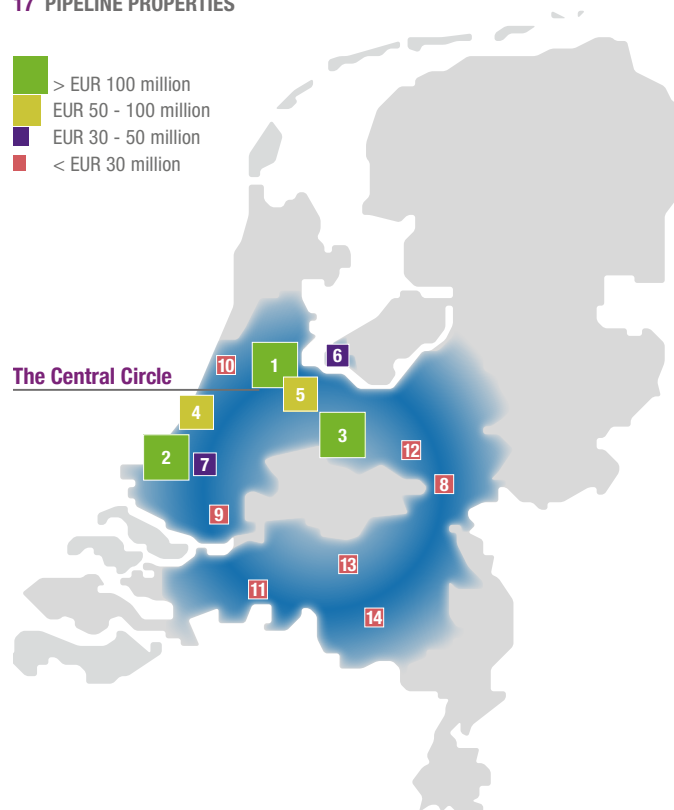 17 PIPELINE PROPERTIES
> EUR 100 million
EUR 50 - 100 million
EUR 30 - 50 million
< EUR 30 million
10
1
6
The Central Circle
5
4
3
2
7
12
8
9
13
11
14